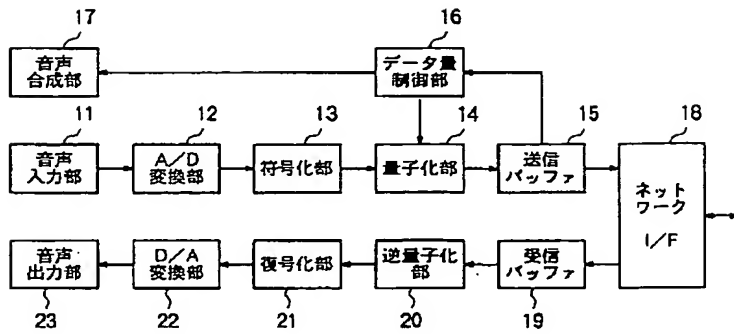 17
16
音声
合成部
データ量
制御部
11
12
13
14
15
18
音声
入力部
A/D
変換部
符号化部
量子化部
送信
バッファ
ネット
ワーク
I/F
音声
出力部
D/A
変換部
復号化部
逆量子化
部
受信
バッファ
23
22
21
20
19